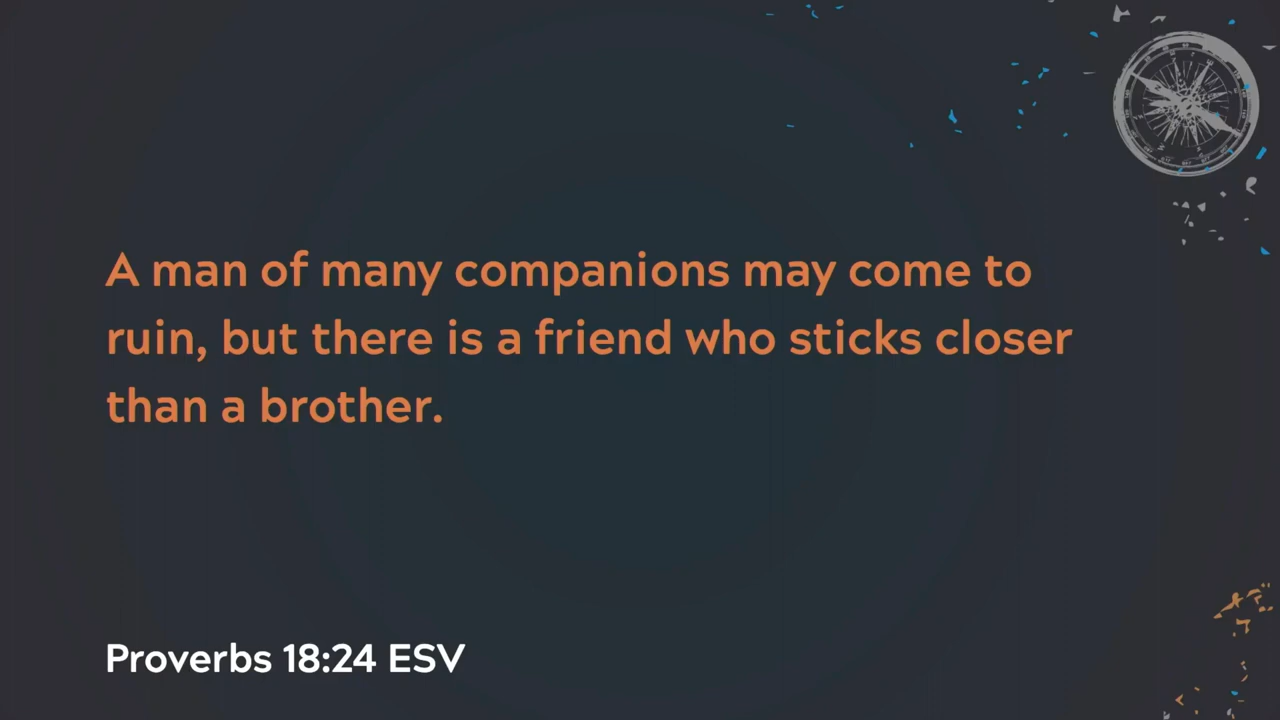 A man of many companions may come to
ruin, but there is a friend who sticks closer
than a brother.
Proverbs 18:24 ESV